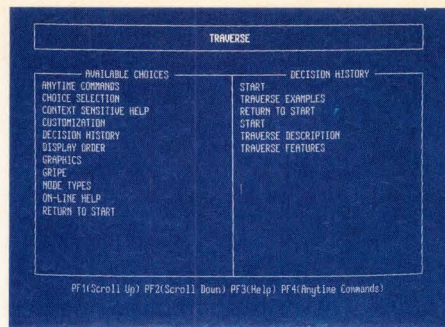 TRAVERSE
AVAILABLE CHOICES
ANYTIME COMMANDS
CHOICE SELECTION
CONTEXT SENSITIVE HELP
CUSTOMIZATION
DECISION HISTORY
DISPLAY ORDER
GRAPHICS
GRIPE
NODE TYPES
ON-LINE HELP
RETURN TO START
DECISION HISTORY
START
TRAVERSE EXAMPLES
RETURN TO START
START
TRAVERSE DESCRIPTION
TRAVERSE FEATURES
PF1(Scroll Up) PF2(Scroll Down) PF3(Help) PF4(Anytime Commands)